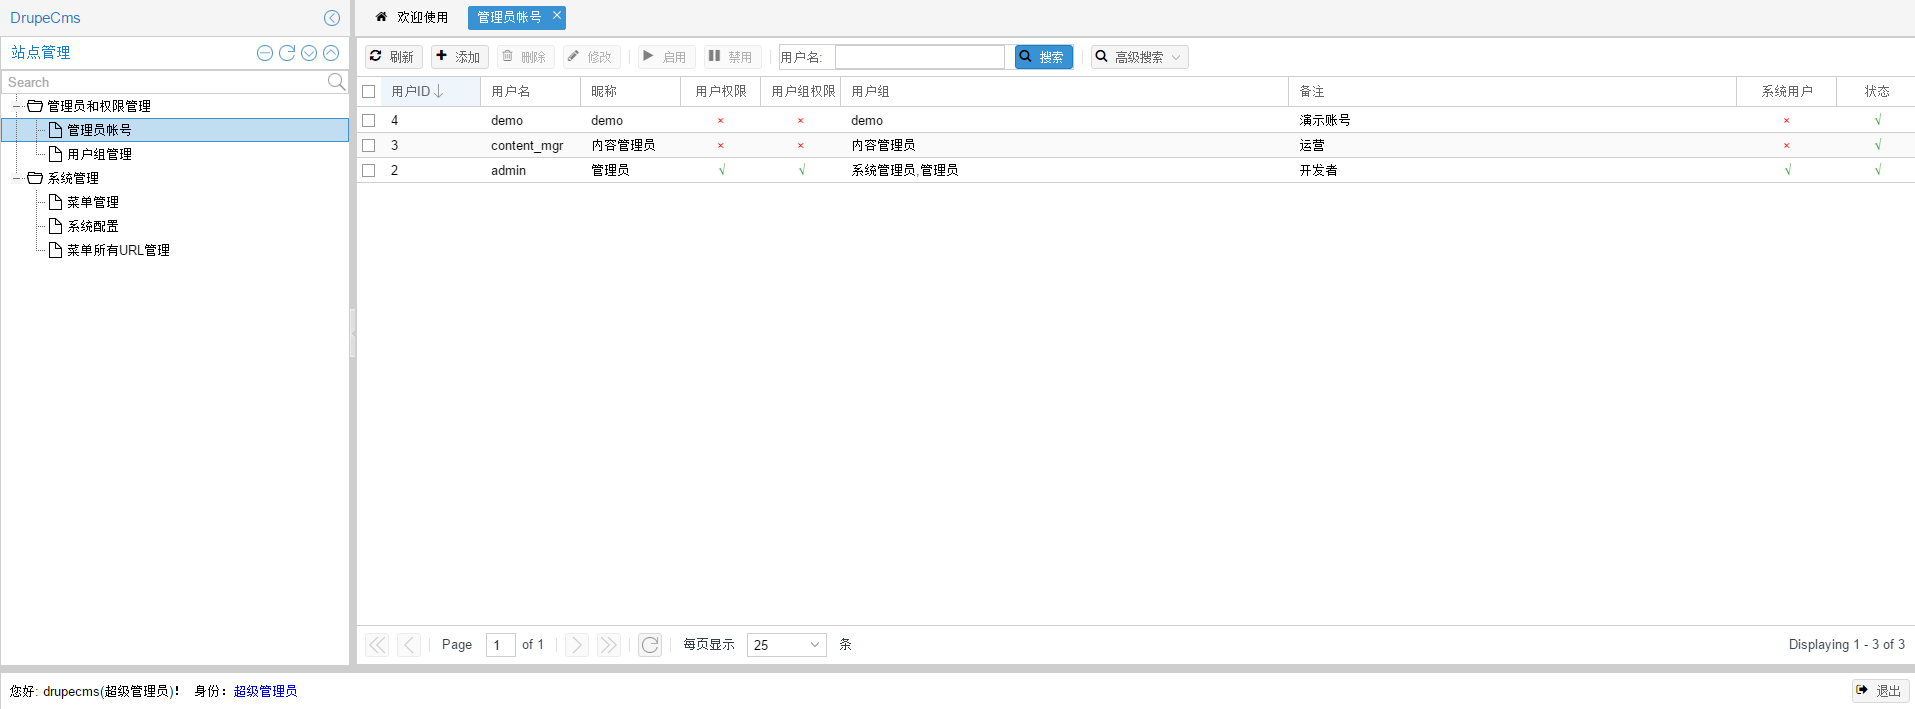 DrupeCms
站点管理
Search
管理员和权限管理
管理员帐号
用户组管理
系统管理
菜单管理
系统配置
菜单所有URL管理
欢迎使用 管理员帐号
刷新 添加 删除 修改 启用 禁用 用户名: 搜索 高级搜索
用户ID 用户名 昵称 用户权限 用户组权限 用户组 备注 系统用户 状态
4 demo demo × × demo 演示账号 × √
3 content_mgr 内容管理员 × × 内容管理员 运营 × √
2 admin 管理员 √ √ 系统管理员,管理员 开发者 √ √
Page 1 of 1 每页显示 25 条 Displaying 1 - 3 of 3
您好: drupecms(超级管理员)! 身份: 超级管理员 退出